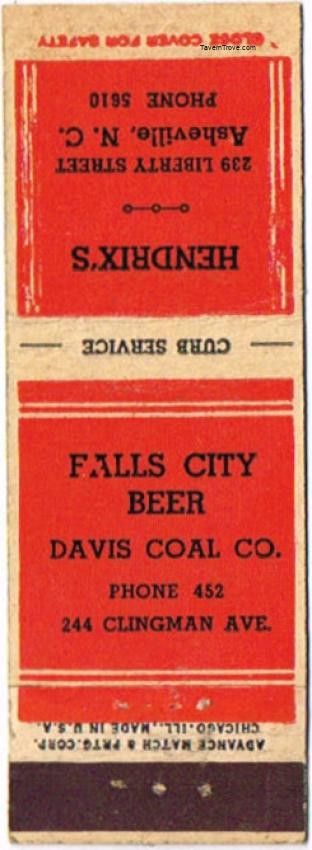 TavernTrove.com
CLOSE COVER FOR SAFETY
HENDRIX'S
239 LIBERTY STREET
Asheville, N. C.
PHONE 5610
CURB SERVICE
FALLS CITY
BEER
DAVIS COAL CO.
PHONE 452
244 CLINGMAN AVE.
ADVANCE MATCH & PRTG. CORP.
CHICAGO, ILL., MADE IN U.S.A.